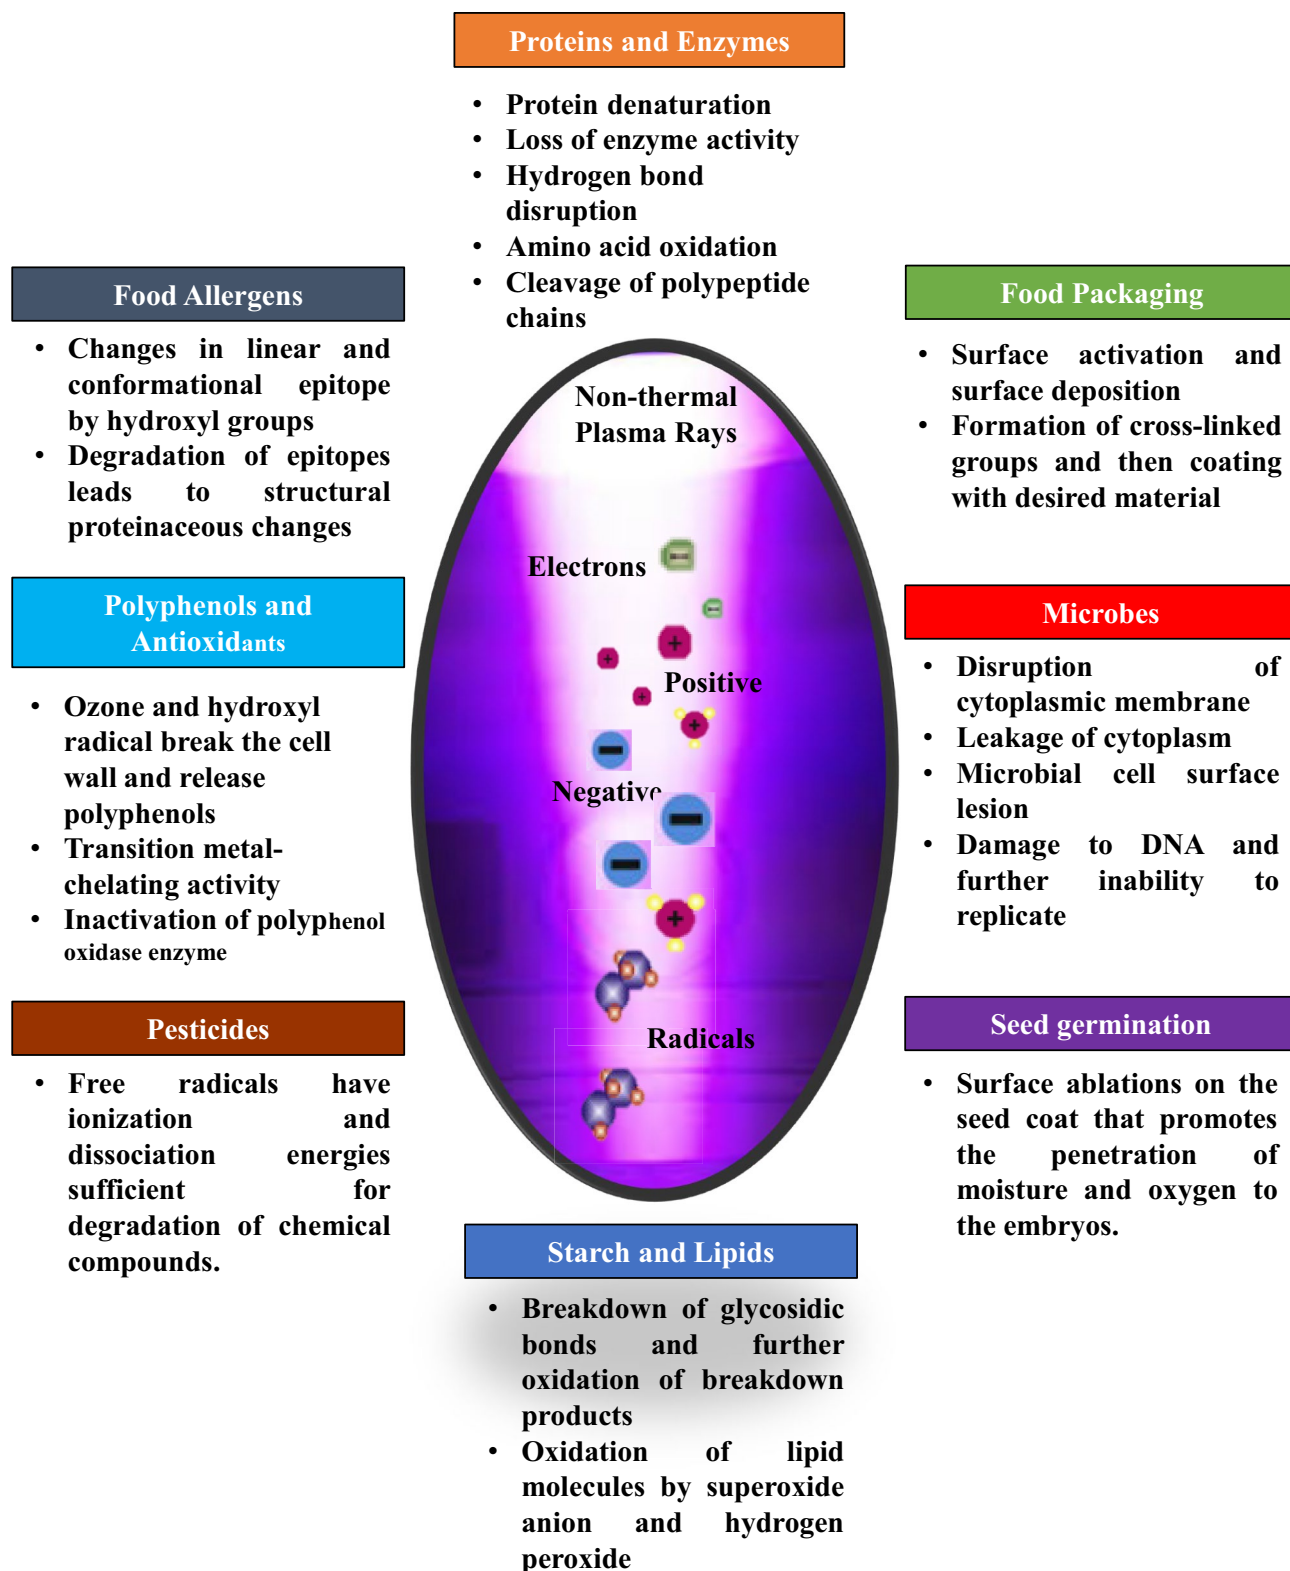 Proteins and Enzymes
• Protein denaturation
• Loss of enzyme activity
• Hydrogen bond
disruption
• Amino acid oxidation
• Cleavage of polypeptide
chains
Food Allergens
• Changes in linear and
conformational epitope
by hydroxyl groups
• Degradation of epitopes
leads to structural
proteinaceous changes
Food Packaging
• Surface activation and
surface deposition
• Formation of cross-linked
groups and then coating
with desired material
Non-thermal
Plasma Rays
Electrons
Positive
Negative
Radicals
Polyphenols and
Antioxidants
• Ozone and hydroxyl
radical break the cell
wall and release
polyphenols
• Transition metal-
chelating activity
• Inactivation of polyphenol
oxidase enzyme
Microbes
• Disruption of
cytoplasmic membrane
• Leakage of cytoplasm
• Microbial cell surface
lesion
• Damage to DNA and
further inability to
replicate
Pesticides
• Free radicals have
ionization and
dissociation energies
sufficient for
degradation of chemical
compounds.
Seed germination
• Surface ablations on the
seed coat that promotes
the penetration of
moisture and oxygen to
the embryos.
Starch and Lipids
• Breakdown of glycosidic
bonds and further
oxidation of breakdown
products
• Oxidation of lipid
molecules by superoxide
anion and hydrogen
peroxide